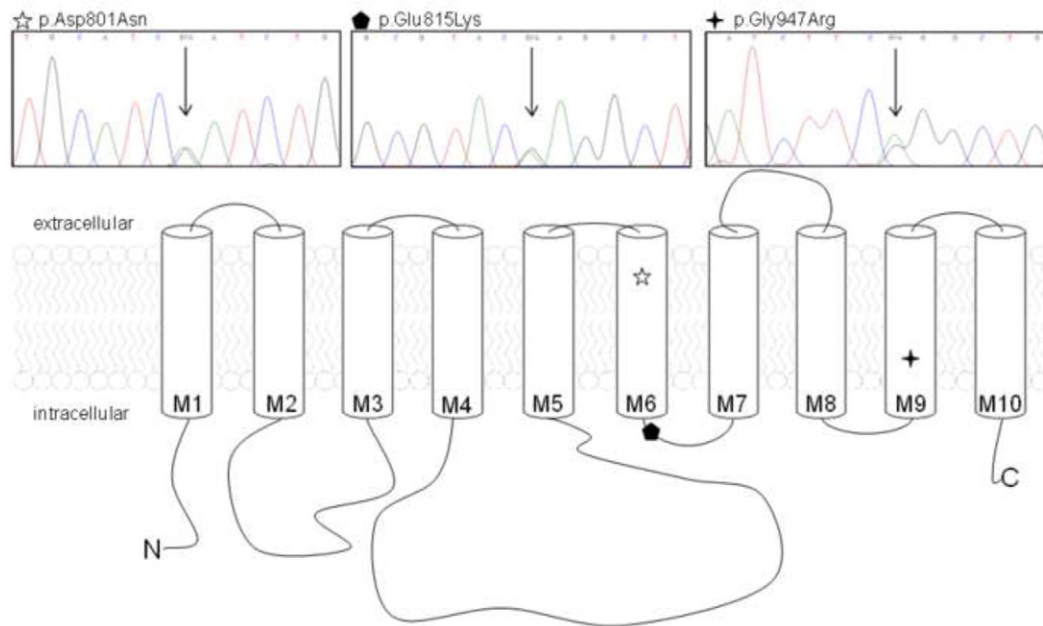 ☆ p.Asp801Asn
⬟ p.Glu815Lys
✦ p.Gly947Arg
extracellular
intracellular
M1 M2 M3 M4 M5 M6 M7 M8 M9 M10
N
C